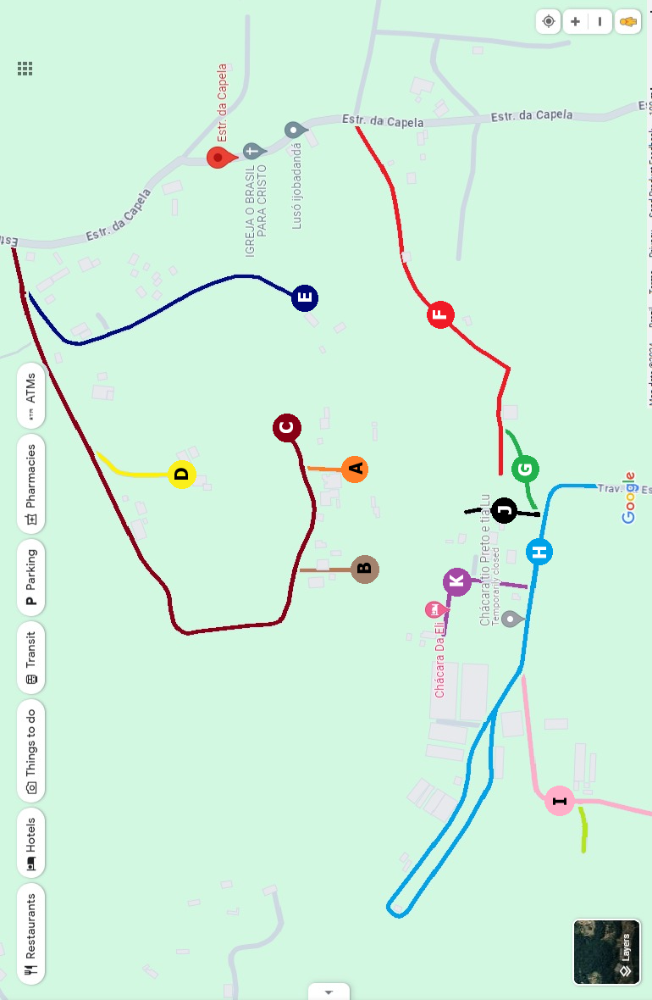 Restaurants
Hotels
Things to do
Transit
Parking
Pharmacies
ATM
ATMs
Estr. da Capela
Estr. da Capela
IGREJA O BRASIL
PARA CRISTO
Lusó ijobadandá
Estr. da Capela
Estr. da Capela
E
C
D
A
B
F
G
J
H
K
I
Chácara tio Preto e tia Lu
Temporarily closed
Chácara Da Eli
Trav.
Google
Layers